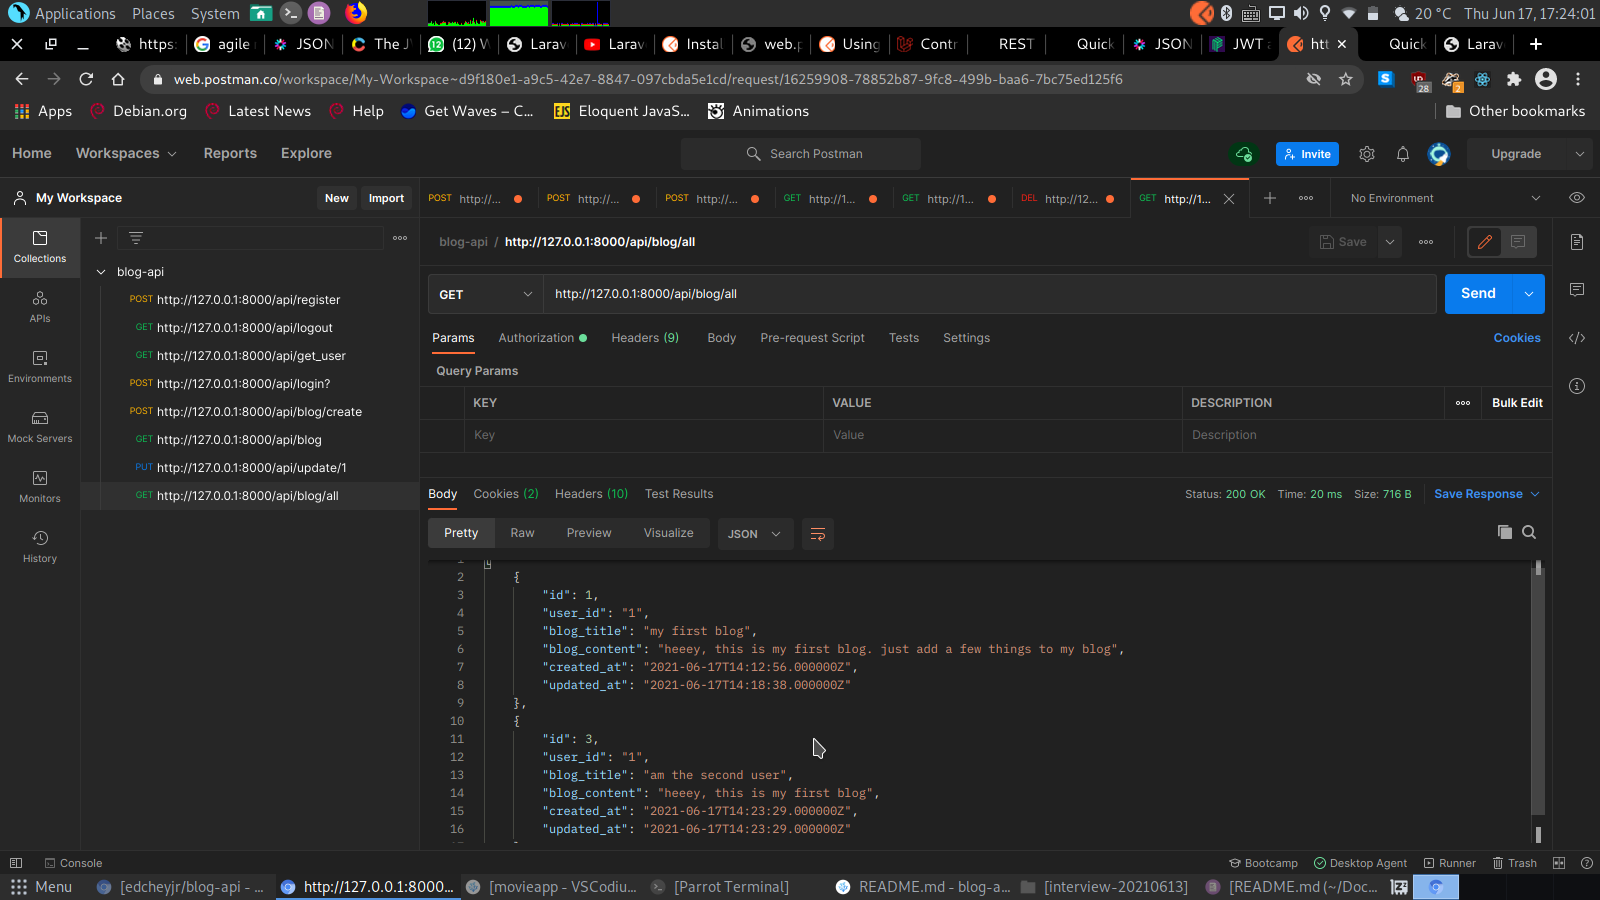 Applications Places System 20 °C Thu Jun 17, 17:24:01
https: agile JSON The J (12) W Larav Larav Instal web.p Using Contr REST Quick JSON JWT a htt Quick Larav
web.postman.co/workspace/My-Workspace~d9f180e1-a9c5-42e7-8847-097cbda5e1cd/request/16259908-78852b87-9fc8-499b-baa6-7bc75ed125f6 28 2
Apps Debian.org Latest News Help Get Waves – C... EJS Eloquent JavaS... Animations Other bookmarks
Home Workspaces Reports Explore Search Postman Invite Upgrade
My Workspace New Import POST http://... POST http://... POST http://... GET http://1... GET http://1... DEL http://12... GET http://1... No Environment
Collections
APIs
Environments
Mock Servers
Monitors
History
blog-api
POST http://127.0.0.1:8000/api/register
GET http://127.0.0.1:8000/api/logout
GET http://127.0.0.1:8000/api/get_user
POST http://127.0.0.1:8000/api/login?
POST http://127.0.0.1:8000/api/blog/create
GET http://127.0.0.1:8000/api/blog
PUT http://127.0.0.1:8000/api/update/1
GET http://127.0.0.1:8000/api/blog/all
blog-api / http://127.0.0.1:8000/api/blog/all Save
GET http://127.0.0.1:8000/api/blog/all Send
Params Authorization Headers (9) Body Pre-request Script Tests Settings Cookies
Query Params
KEY VALUE DESCRIPTION Bulk Edit
Key Value Description
Body Cookies (2) Headers (10) Test Results Status: 200 OK Time: 20 ms Size: 716 B Save Response
Pretty Raw Preview Visualize JSON
1 [
2 {
3 "id": 1,
4 "user_id": "1",
5 "blog_title": "my first blog",
6 "blog_content": "heeey, this is my first blog. just add a few things to my blog",
7 "created_at": "2021-06-17T14:12:56.000000Z",
8 "updated_at": "2021-06-17T14:18:38.000000Z"
9 },
10 {
11 "id": 3,
12 "user_id": "1",
13 "blog_title": "am the second user",
14 "blog_content": "heeey, this is my first blog",
15 "created_at": "2021-06-17T14:23:29.000000Z",
16 "updated_at": "2021-06-17T14:23:29.000000Z"
Console Bootcamp Desktop Agent Runner Trash
Menu [edcheyjr/blog-api - ... http://127.0.0.1:8000... [movieapp - VSCodiu... [Parrot Terminal] README.md - blog-a... [interview-20210613] [README.md (~/Doc...